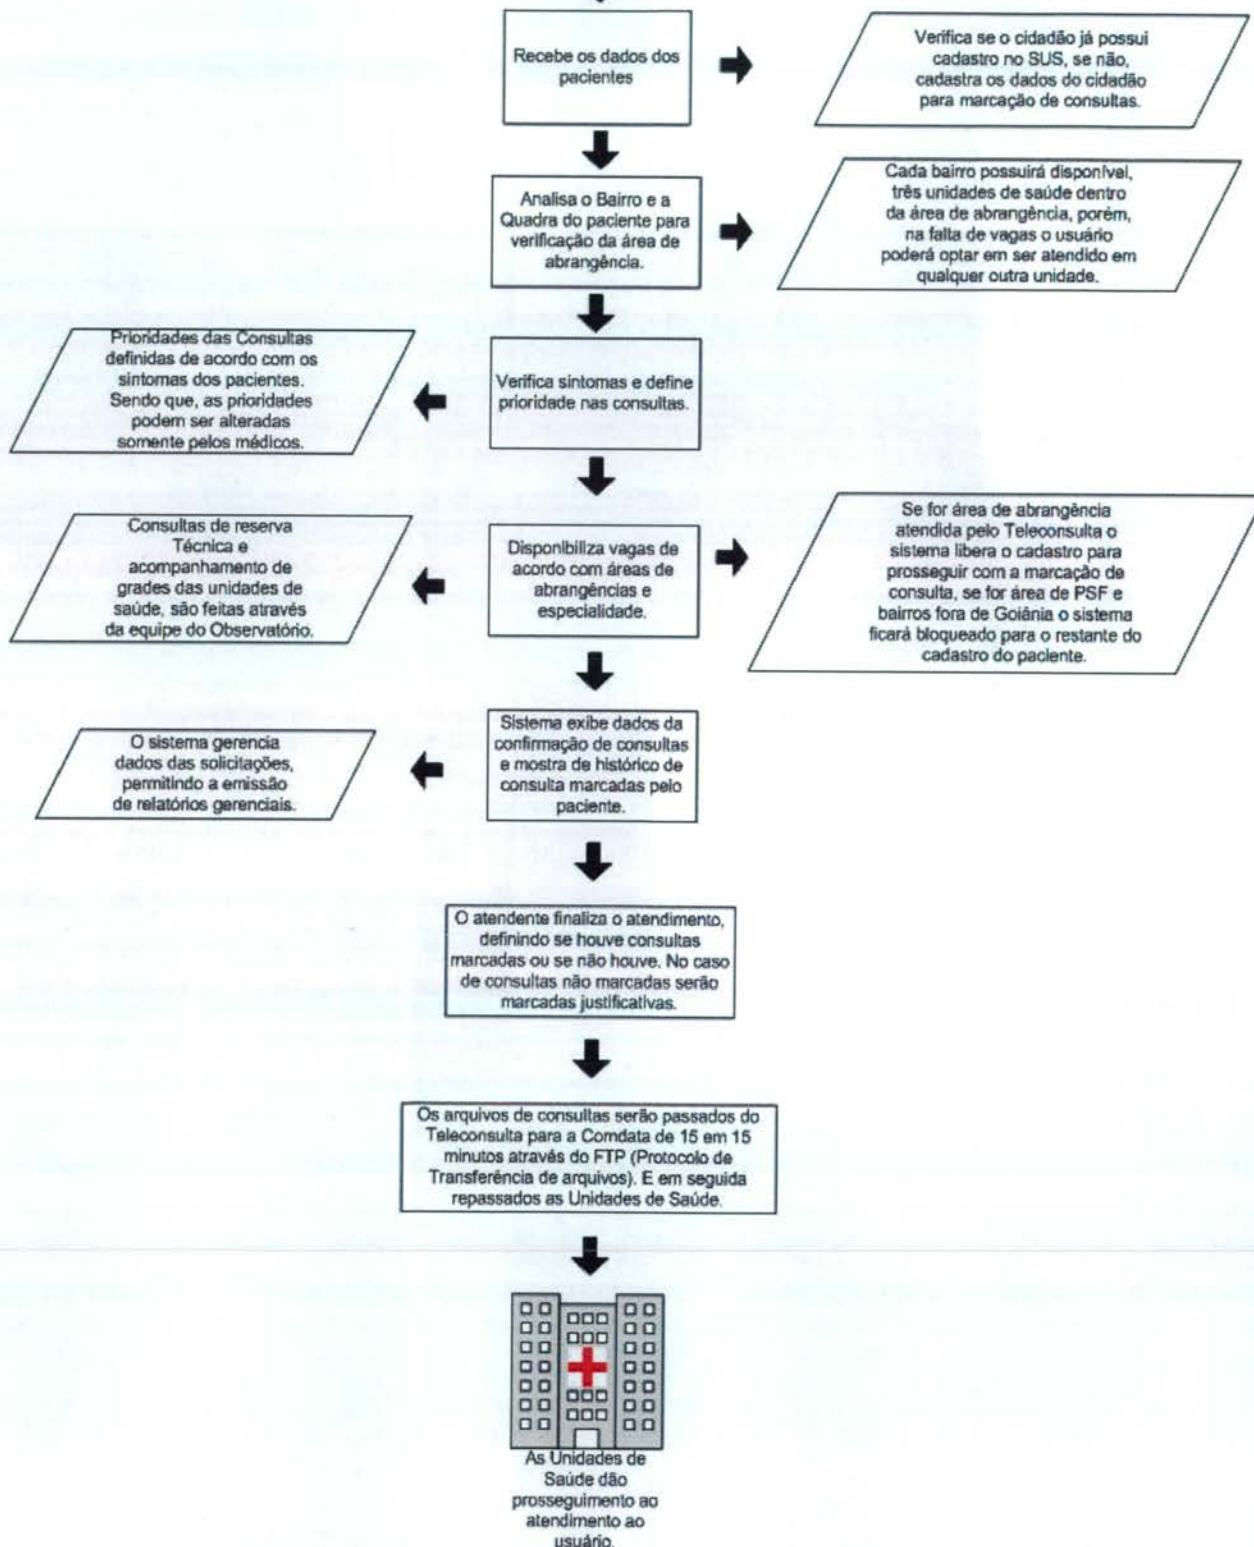 Recebe os dados dos
pacientes
Verifica se o cidadão já possui
cadastro no SUS, se não,
cadastra os dados do cidadão
para marcação de consultas.
Analisa o Bairro e a
Quadra do paciente para
verificação da área de
abrangência.
Cada bairro possuirá disponível,
três unidades de saúde dentro
da área de abrangência, porém,
na falta de vagas o usuário
poderá optar em ser atendido em
qualquer outra unidade.
Prioridades das Consultas
definidas de acordo com os
sintomas dos pacientes.
Sendo que, as prioridades
podem ser alteradas
somente pelos médicos.
Verifica sintomas e define
prioridade nas consultas.
Consultas de reserva
Técnica e
acompanhamento de
grades das unidades de
saúde, são feitas através
da equipe do Observatório.
Disponibiliza vagas de
acordo com áreas de
abrangências e
especialidade.
Se for área de abrangência
atendida pelo Teleconsulta o
sistema libera o cadastro para
prosseguir com a marcação de
consulta, se for área de PSF e
bairros fora de Goiânia o sistema
ficará bloqueado para o restante do
cadastro do paciente.
O sistema gerencia
dados das solicitações,
permitindo a emissão
de relatórios gerenciais.
Sistema exibe dados da
confirmação de consultas
e mostra de histórico de
consulta marcadas pelo
paciente.
O atendente finaliza o atendimento,
definindo se houve consultas
marcadas ou se não houve. No caso
de consultas não marcadas serão
marcadas justificativas.
Os arquivos de consultas serão passados do
Teleconsulta para a Comdata de 15 em 15
minutos através do FTP (Protocolo de
Transferência de arquivos). E em seguida
repassados as Unidades de Saúde.
As Unidades de
Saúde dão
prosseguimento ao
atendimento ao
usuário.